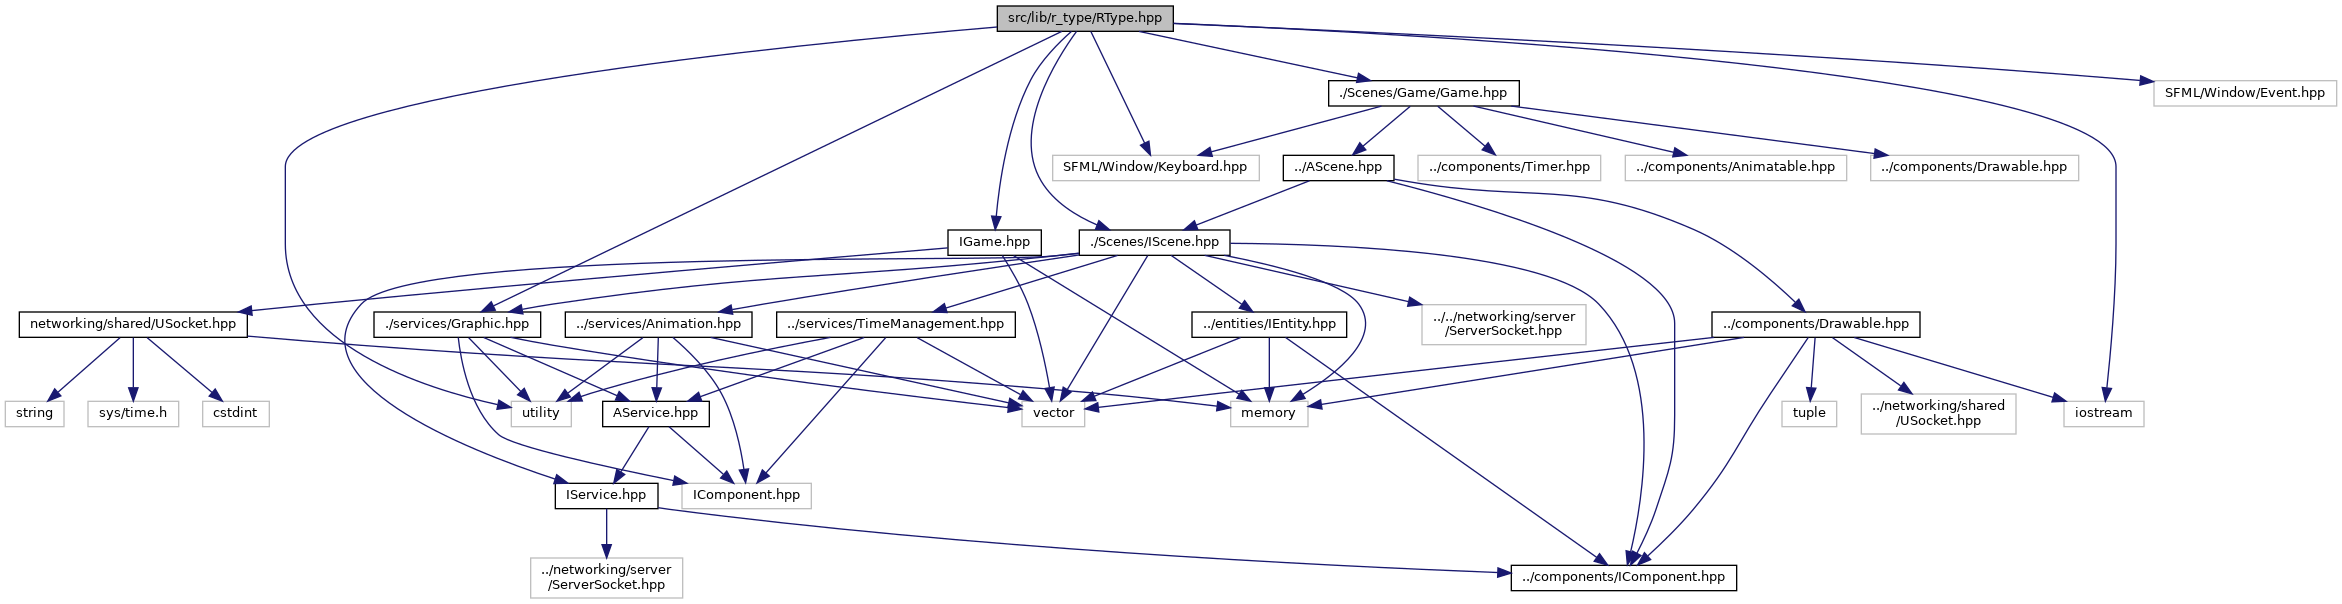 src/lib/r_type/RType.hpp
./Scenes/Game/Game.hpp
SFML/Window/Event.hpp
SFML/Window/Keyboard.hpp
../AScene.hpp
../components/Timer.hpp
../components/Animatable.hpp
../components/Drawable.hpp
IGame.hpp
./Scenes/IScene.hpp
networking/shared/USocket.hpp
./services/Graphic.hpp
../services/Animation.hpp
../services/TimeManagement.hpp
../entities/IEntity.hpp
../../networking/server
/ServerSocket.hpp
../components/Drawable.hpp
string
sys/time.h
cstdint
utility
AService.hpp
vector
memory
tuple
../networking/shared
/USocket.hpp
iostream
IService.hpp
IComponent.hpp
../networking/server
/ServerSocket.hpp
../components/IComponent.hpp